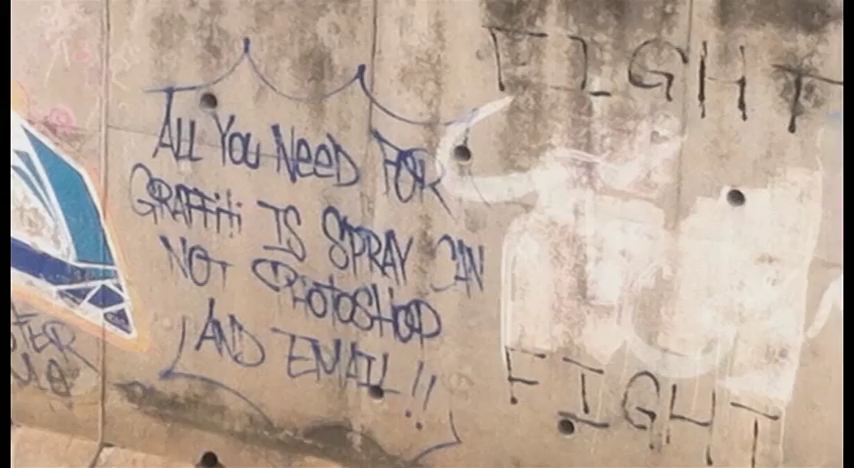 FIGHT
ALL YOU NEED FOR
GRAFFiti IS SPRAY CAN
NOT PHOTOSHOP
AND EMAIL!!
FIGHT